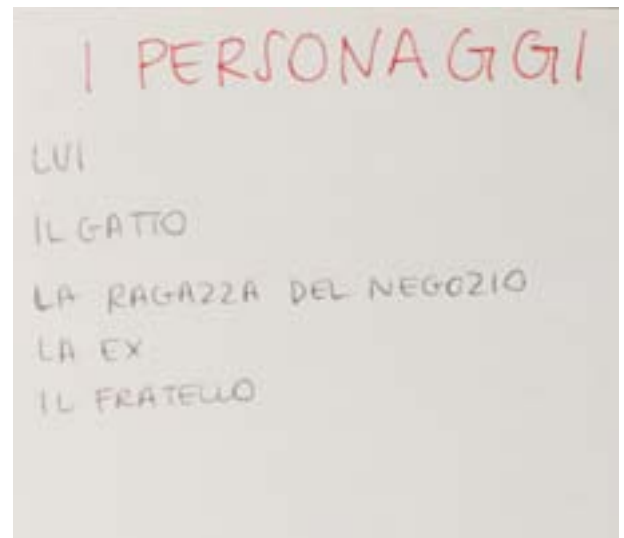 I PERSONAGGI
LUI
IL GATTO
LA RAGAZZA DEL NEGOZIO
LA EX
IL FRATELLO